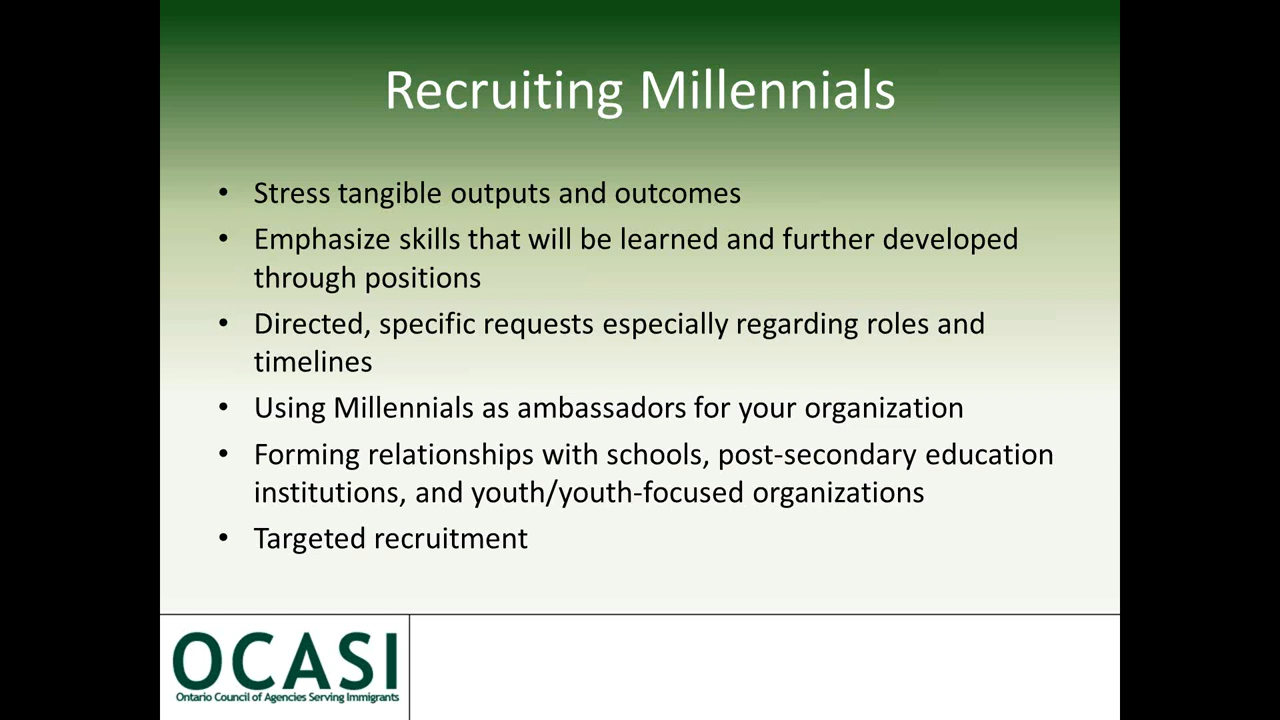 Recruiting Millennials
• Stress tangible outputs and outcomes
• Emphasize skills that will be learned and further developed
through positions
• Directed, specific requests especially regarding roles and
timelines
• Using Millennials as ambassadors for your organization
• Forming relationships with schools, post-secondary education
institutions, and youth/youth-focused organizations
• Targeted recruitment
OCASI
Ontario Council of Agencies Serving Immigrants